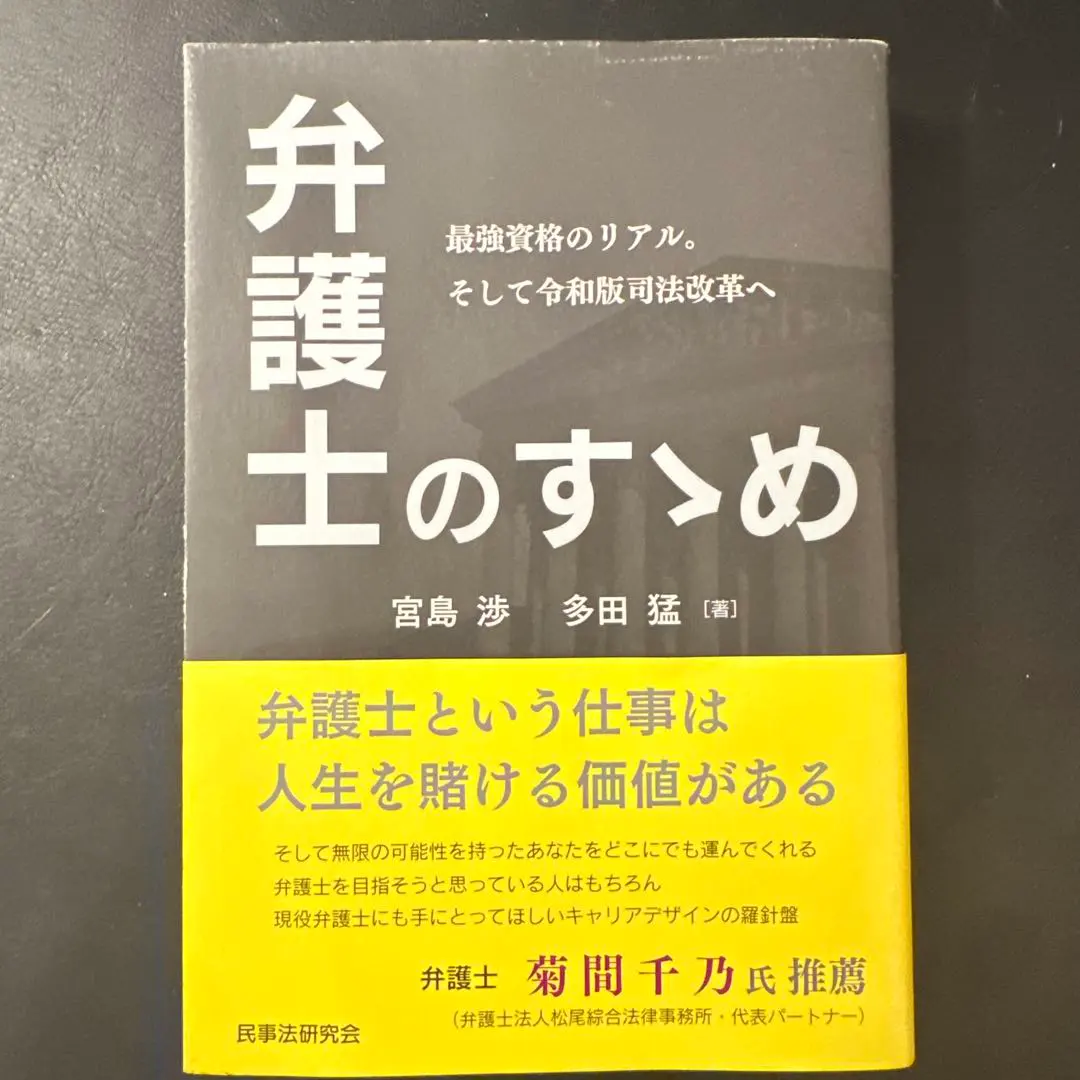 弁護士のすゝめ
最強資格のリアル。
そして令和版司法改革へ
宮島 渉 多田 猛 [著]
弁護士という仕事は
人生を賭ける価値がある
そして無限の可能性を持ったあなたをどこにでも運んでくれる
弁護士を目指そうと思っている人はもちろん
現役弁護士にも手にとってほしいキャリアデザインの羅針盤
弁護士 菊間千乃氏推薦
(弁護士法人松尾綜合法律事務所・代表パートナー)
民事法研究会